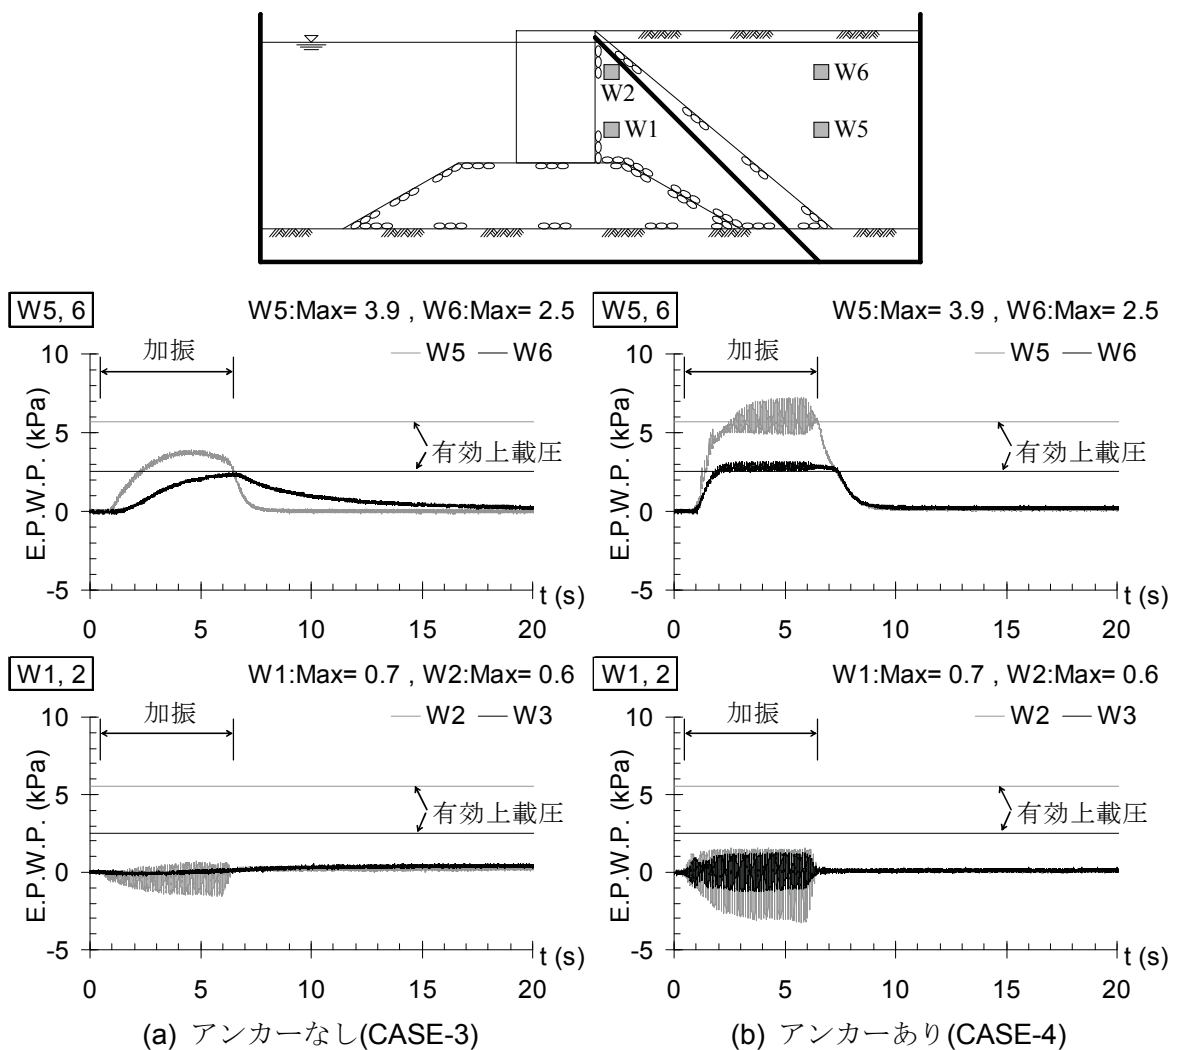 W6
W2
W1
W5
W5, 6
W5:Max= 3.9 , W6:Max= 2.5
加振
W5
W6
有効上載圧
E.P.W.P. (kPa)
10
5
0
-5
t (s)
0
5
10
15
20
W5, 6
W5:Max= 3.9 , W6:Max= 2.5
加振
W5
W6
有効上載圧
E.P.W.P. (kPa)
10
5
0
-5
t (s)
0
5
10
15
20
W1, 2
W1:Max= 0.7 , W2:Max= 0.6
加振
W2
W3
有効上載圧
E.P.W.P. (kPa)
10
5
0
-5
t (s)
0
5
10
15
20
W1, 2
W1:Max= 0.7 , W2:Max= 0.6
加振
W2
W3
有効上載圧
E.P.W.P. (kPa)
10
5
0
-5
t (s)
0
5
10
15
20
(a) アンカーなし(CASE-3)
(b) アンカーあり(CASE-4)